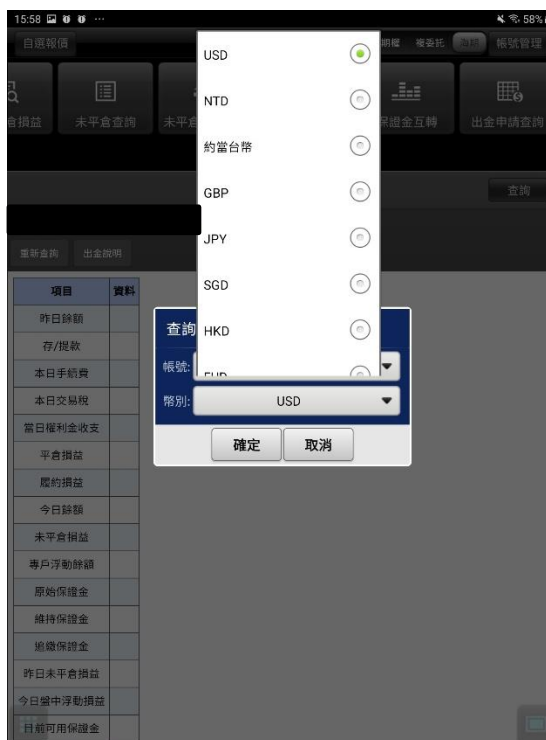 15:58
58%
自選報價
期權
複委託
海期
帳號管理
倉損益
未平倉查詢
未平倉
保證金互轉
出金申請查詢
查詢
重新查詢
出金說明
項目 資料
昨日餘額
存/提款
本日手續費
本日交易稅
當日權利金收支
平倉損益
履約損益
今日餘額
未平倉損益
專戶浮動餘額
原始保證金
維持保證金
追繳保證金
昨日未平倉損益
今日盤中浮動損益
目前可用保證金
USD
NTD
約當台幣
GBP
JPY
SGD
HKD
EUR
查詢
帳號:
幣別: USD
確定 取消